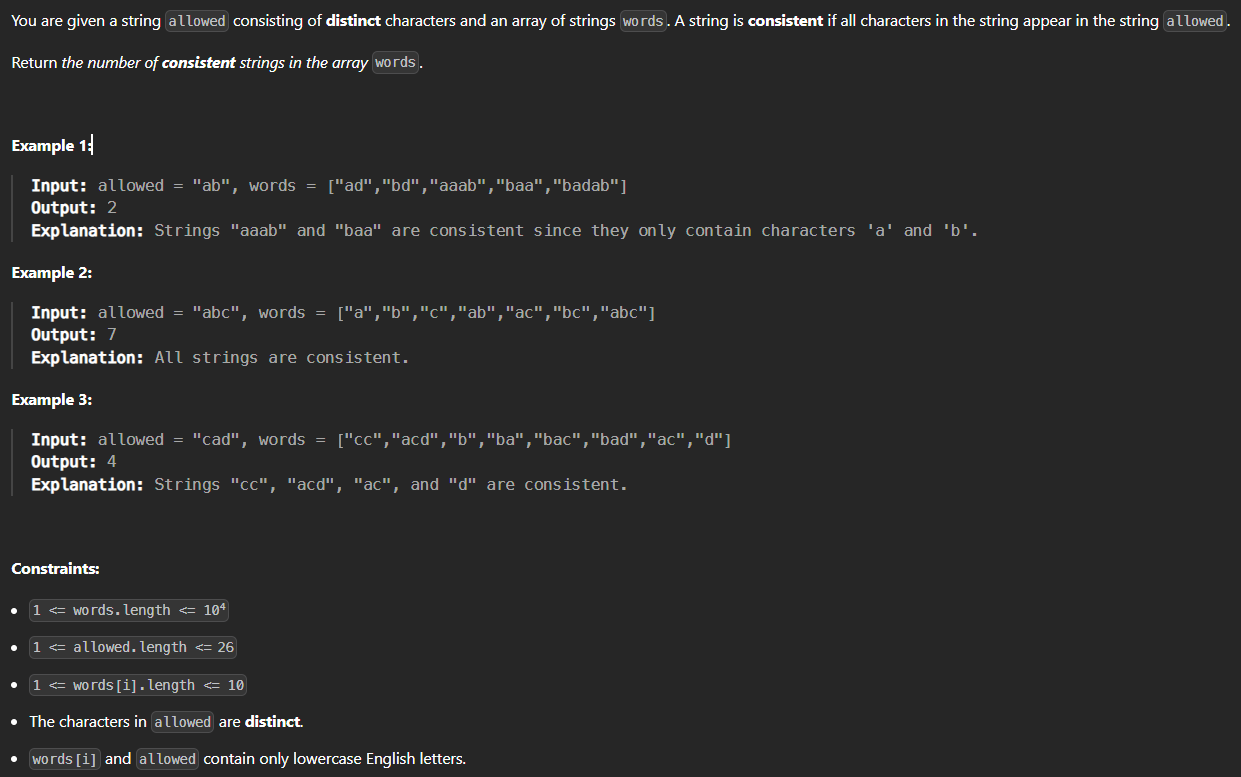 You are given a string allowed consisting of distinct characters and an array of strings words. A string is consistent if all characters in the string appear in the string allowed.
Return the number of consistent strings in the array words.
Example 1:
Input: allowed = "ab", words = ["ad","bd","aaab","baa","badab"]
Output: 2
Explanation: Strings "aaab" and "baa" are consistent since they only contain characters 'a' and 'b'.
Example 2:
Input: allowed = "abc", words = ["a","b","c","ab","ac","bc","abc"]
Output: 7
Explanation: All strings are consistent.
Example 3:
Input: allowed = "cad", words = ["cc","acd","b","ba","bac","bad","ac","d"]
Output: 4
Explanation: Strings "cc", "acd", "ac", and "d" are consistent.
Constraints:
• 1 <= words.length <= 10⁴
• 1 <= allowed.length <= 26
• 1 <= words[i].length <= 10
• The characters in allowed are distinct.
• words[i] and allowed contain only lowercase English letters.